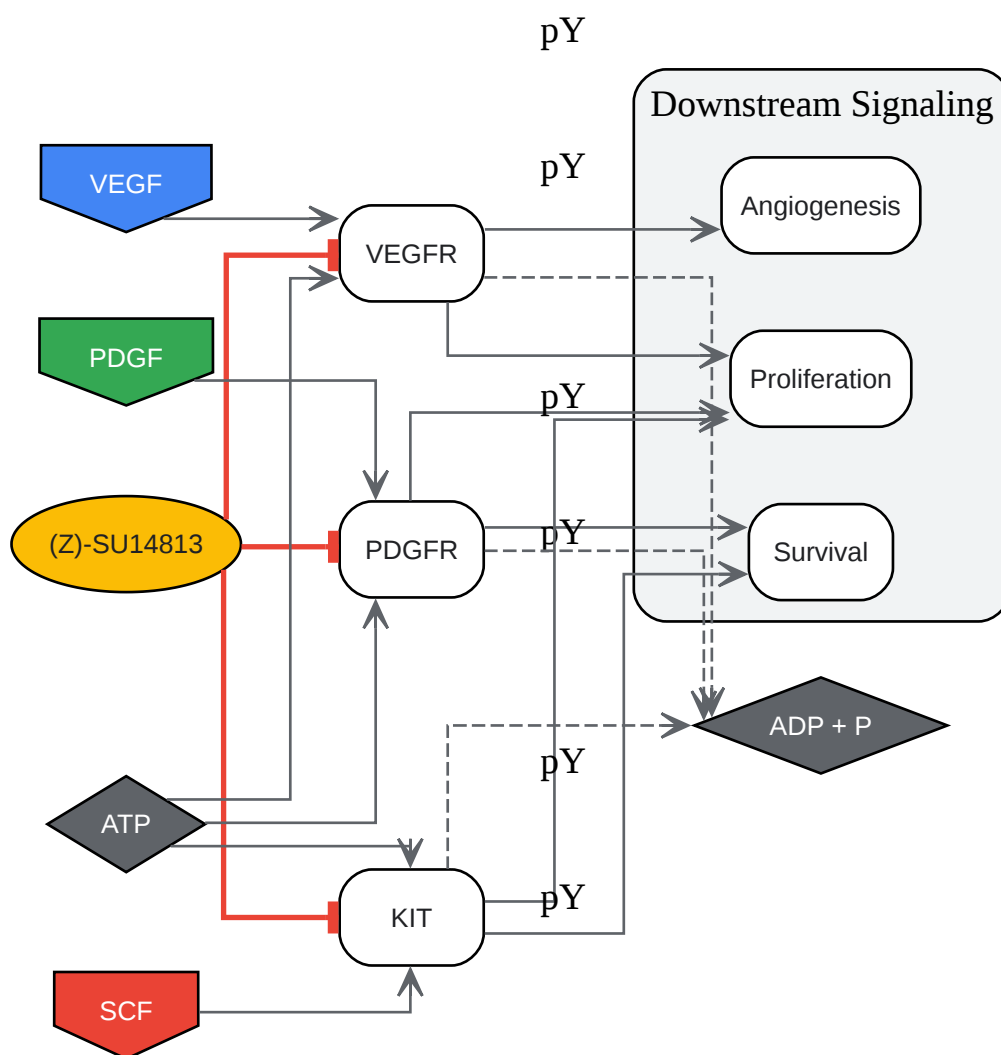 pY
Downstream Signaling
pY
VEGF
Angiogenesis
VEGFR
PDGF
Proliferation
pY
(Z)-SU14813
pY
PDGFR
Survival
ADP + P
pY
ATP
pY
KIT
SCF